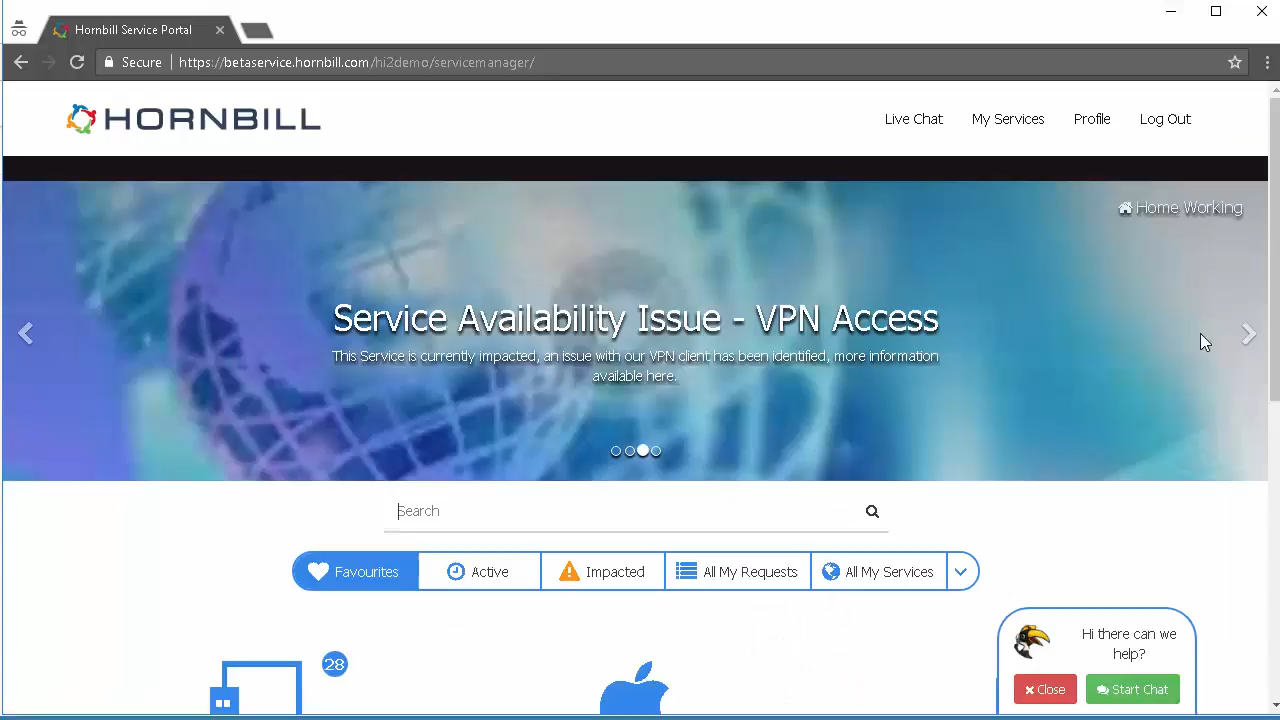 Hornbill Service Portal
Secure | https://betaservice.hornbill.com/hi2demo/servicemanager/
HORNBILL
Live Chat My Services Profile Log Out
Home Working
Service Availability Issue - VPN Access
This Service is currently impacted, an issue with our VPN client has been identified, more information
available here.
Search
Favourites Active Impacted All My Requests All My Services
28
Hi there can we
help?
Close Start Chat